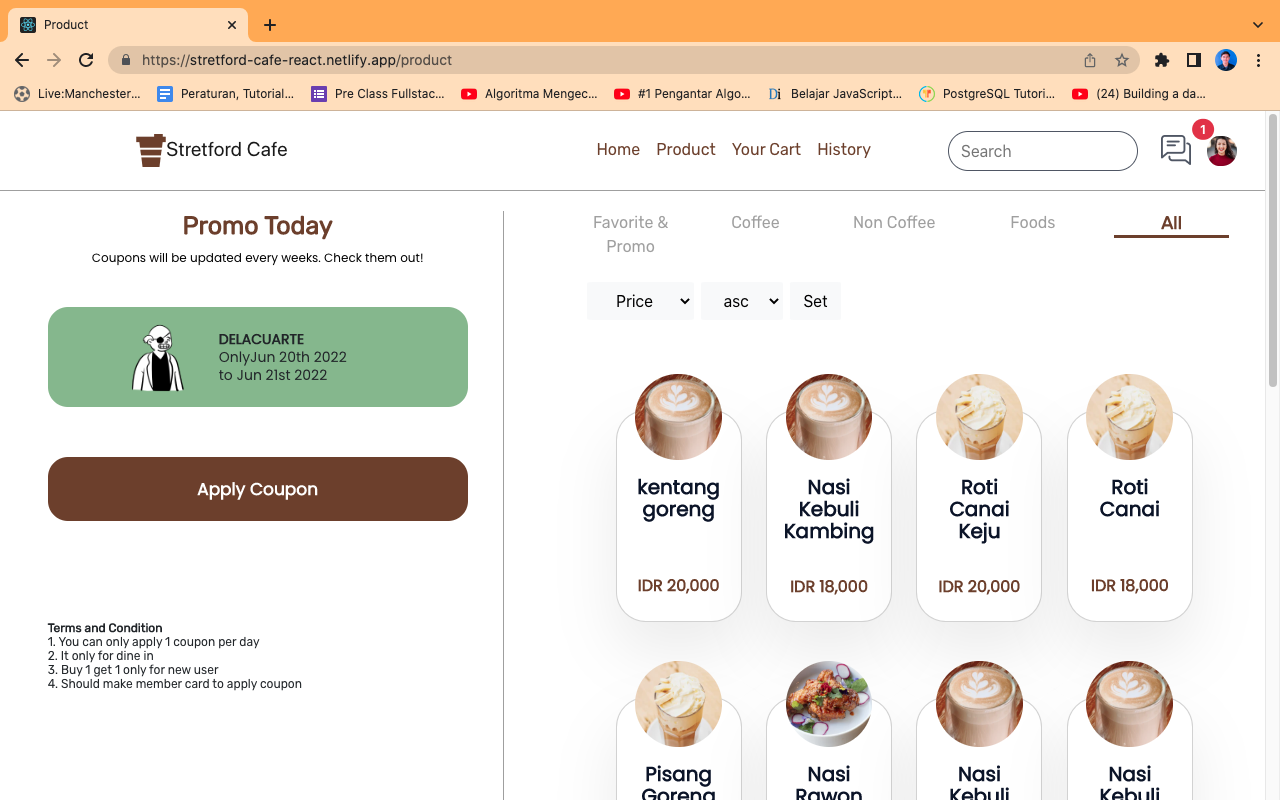 Product
https://stretford-cafe-react.netlify.app/product
Live:Manchester...
Peraturan, Tutorial...
Pre Class Fullstac...
Algoritma Mengec...
#1 Pengantar Algo...
Di Belajar JavaScript...
PostgreSQL Tutori...
(24) Building a da...
Stretford Cafe
Home
Product
Your Cart
History
Search
1
Promo Today
Coupons will be updated every weeks. Check them out!
DELACUARTE
OnlyJun 20th 2022
to Jun 21st 2022
Apply Coupon
Terms and Condition
1. You can only apply 1 coupon per day
2. It only for dine in
3. Buy 1 get 1 only for new user
4. Should make member card to apply coupon
Favorite &
Promo
Coffee
Non Coffee
Foods
All
Price
asc
Set
kentang
goreng
IDR 20,000
Nasi
Kebuli
Kambing
IDR 18,000
Roti
Canai
Keju
IDR 20,000
Roti
Canai
IDR 18,000
Pisang
Goreng
Nasi
Rawon
Nasi
Kebuli
Nasi
Kebuli